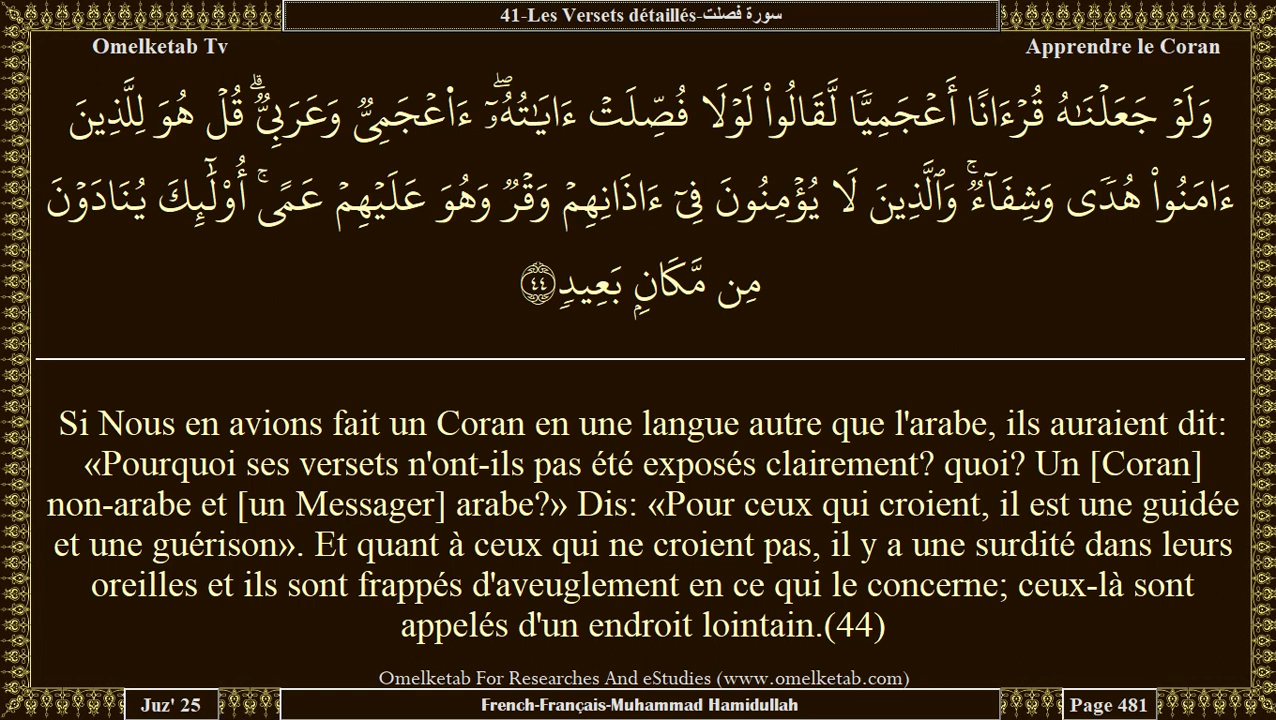 41-Les Versets détaillés-سورة فصلت
Omelketab Tv
Apprendre le Coran
وَلَوْ جَعَلْنَٰهُ قُرْءَانًا أَعْجَمِيًّا لَّقَالُوا۟ لَوْلَا فُصِّلَتْ ءَايَٰتُهُۥٓ ۖ ءَا۬عْجَمِىٌّ وَعَرَبِىٌّ ۗ قُلْ هُوَ لِلَّذِينَ
ءَامَنُوا۟ هُدًى وَشِفَآءٌ ۖ وَٱلَّذِينَ لَا يُؤْمِنُونَ فِىٓ ءَاذَانِهِمْ وَقْرٌ وَهُوَ عَلَيْهِمْ عَمًى ۚ أُو۟لَٰٓئِكَ يُنَادَوْنَ
مِن مَّكَانٍۭ بَعِيدٍ ٤٤
Si Nous en avions fait un Coran en une langue autre que l'arabe, ils auraient dit:
«Pourquoi ses versets n'ont-ils pas été exposés clairement? quoi? Un [Coran]
non-arabe et [un Messager] arabe?» Dis: «Pour ceux qui croient, il est une guidée
et une guérison». Et quant à ceux qui ne croient pas, il y a une surdité dans leurs
oreilles et ils sont frappés d'aveuglement en ce qui le concerne; ceux-là sont
appelés d'un endroit lointain.(44)
Omelketab For Researches And eStudies (www.omelketab.com)
Juz' 25
French-Français-Muhammad Hamidullah
Page 481